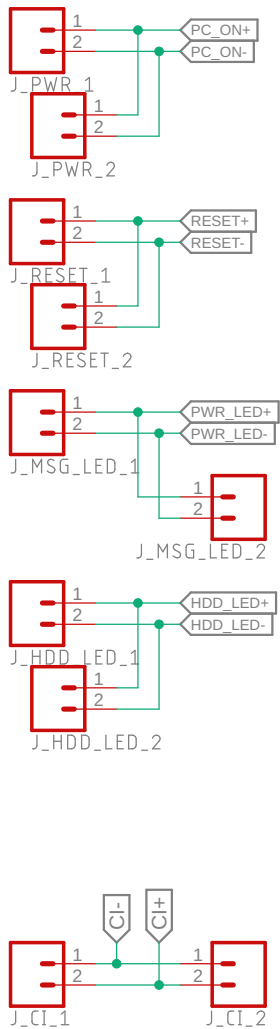 1
PC_ON+
2
PC_ON-
J_PWR_1
1
2
J_PWR_2
1
RESET+
2
RESET-
J_RESET_1
1
2
J_RESET_2
1
PWR_LED+
2
PWR_LED-
J_MSG_LED_1
1
2
J_MSG_LED_2
1
HDD_LED+
2
HDD_LED-
J_HDD_LED_1
1
2
J_HDD_LED_2
CI-
CI+
1
1
2
2
J_CI_1
J_CI_2